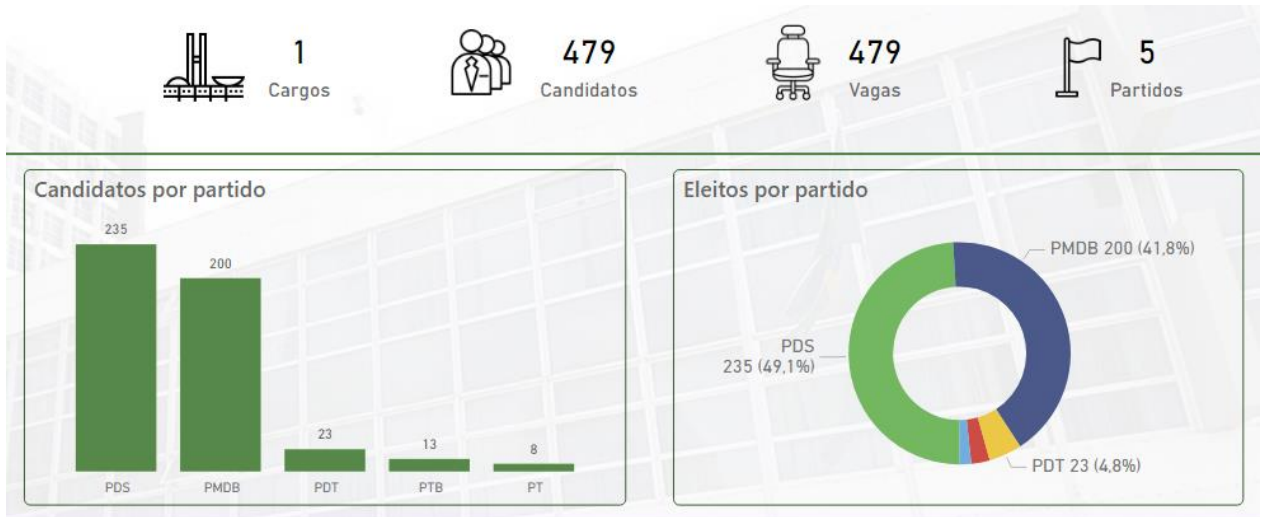 1
Cargos
479
Candidatos
479
Vagas
5
Partidos
Candidatos por partido
235
200
23
13
8
PDS
PMDB
PDT
PTB
PT
Eleitos por partido
PMDB 200 (41,8%)
PDS
235 (49,1%)
PDT 23 (4,8%)